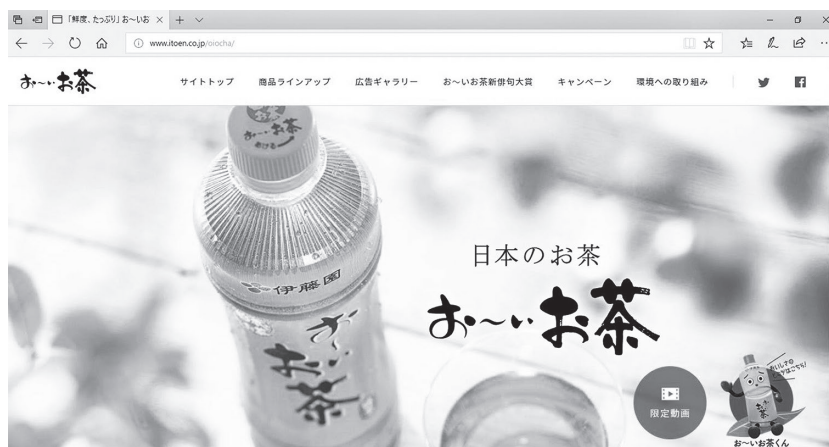 「鮮度、たっぷり」お～いお
www.itoen.co.jp/oiocha/
お～いお茶
サイトトップ
商品ラインアップ
広告ギャラリー
お～いお茶新俳句大賞
キャンペーン
環境への取り組み
お～いお茶
伊藤園
お～い
お茶
日本のお茶
お～いお茶
限定動画
お～いお茶くん